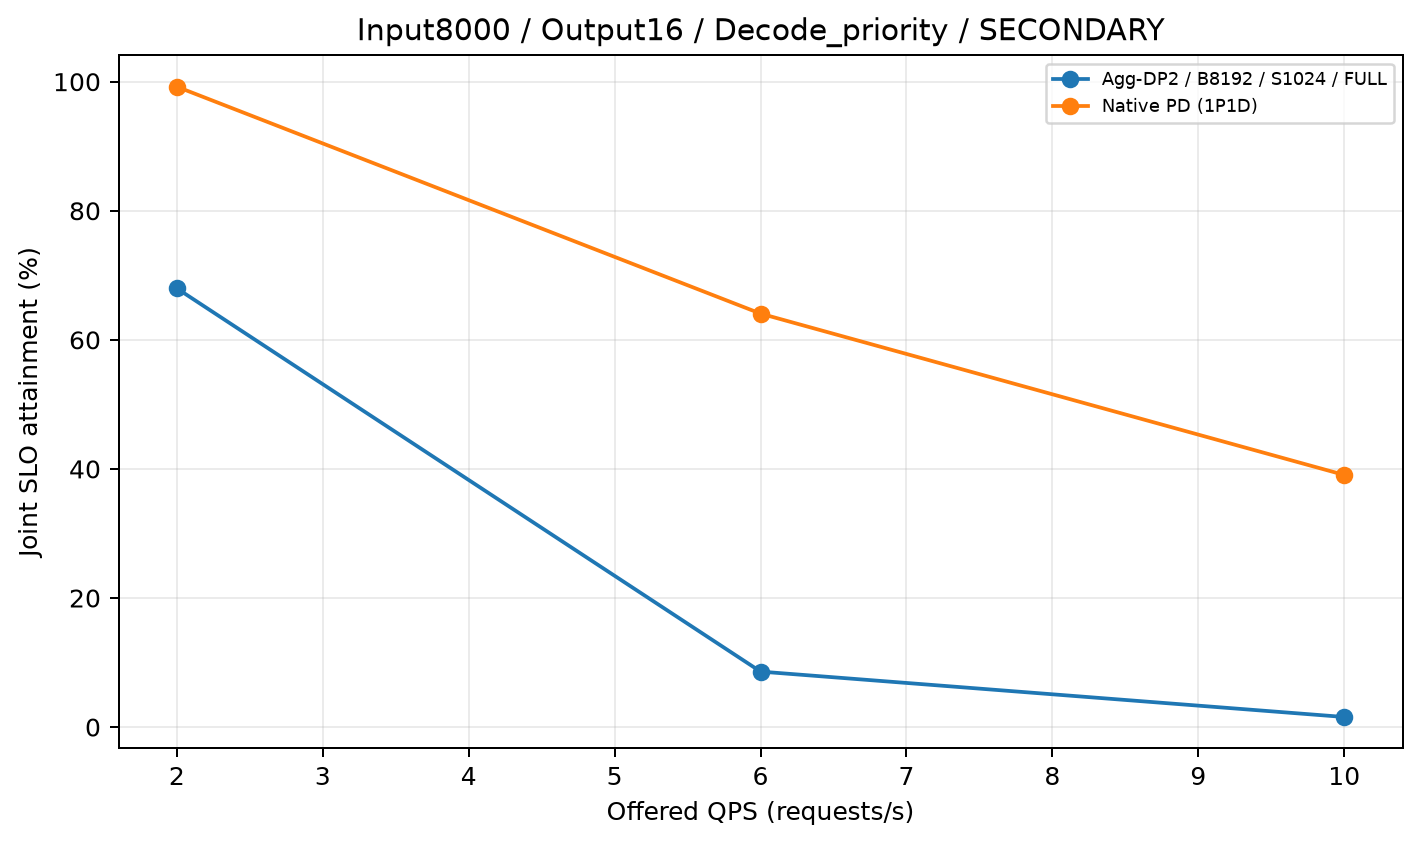 Input8000 / Output16 / Decode_priority / SECONDARY
Agg-DP2 / B8192 / S1024 / FULL
Native PD (1P1D)
Joint SLO attainment (%)
100
80
60
40
20
0
2 3 4 5 6 7 8 9 10
Offered QPS (requests/s)